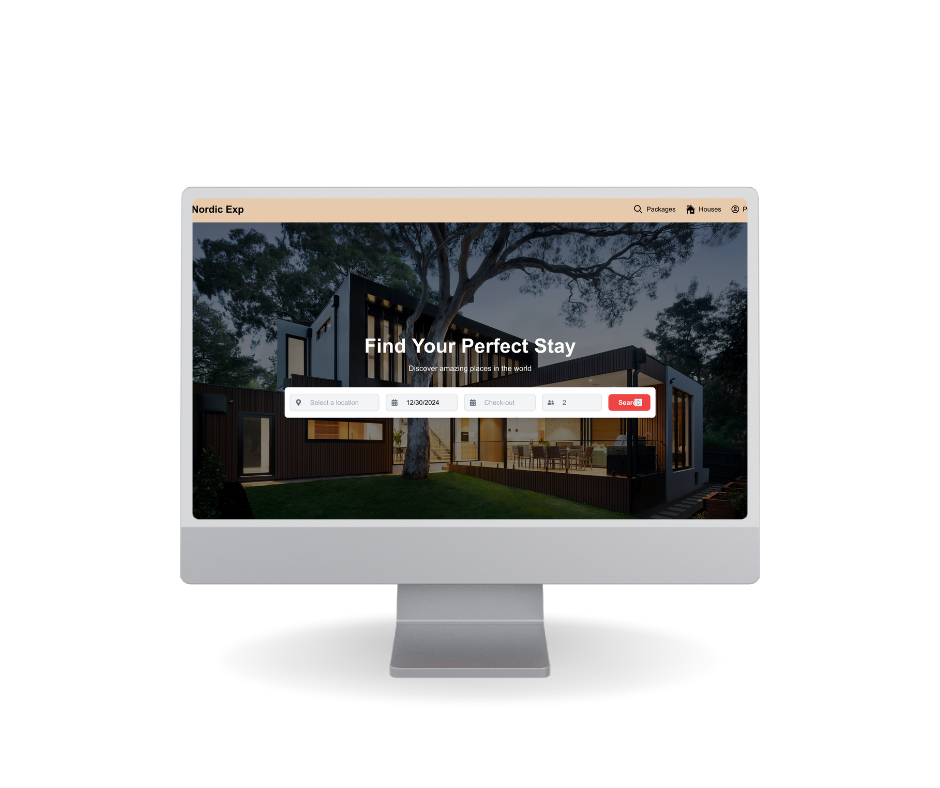 Nordic Exp
Packages
Houses
P
Find Your Perfect Stay
Discover amazing places in the world
Select a location
12/30/2024
Check-out
2
Sear